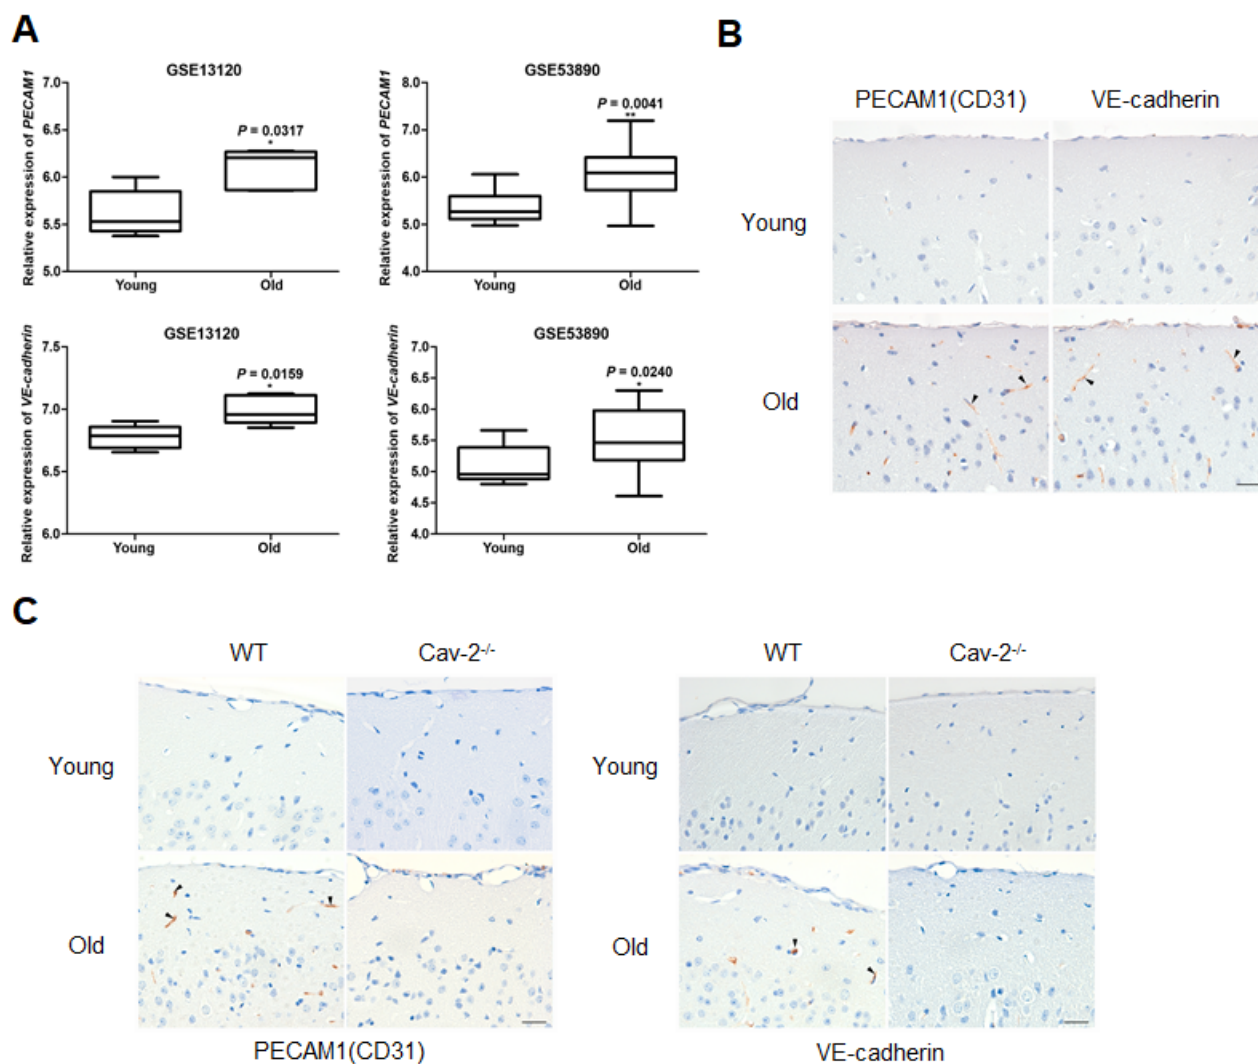 A
GSE13120
Relative expression of PECAM1
7.0
6.5
6.0
5.5
5.0
P = 0.0317
*
Young
Old
GSE53890
Relative expression of PECAM1
8.0
7.0
6.0
5.0
4.0
P = 0.0041
**
Young
Old
GSE13120
Relative expression of VE-cadherin
7.5
7.0
6.5
6.0
P = 0.0159
*
Young
Old
GSE53890
Relative expression of VE-cadherin
7.0
6.5
6.0
5.5
5.0
4.5
4.0
P = 0.0240
*
Young
Old
B
PECAM1(CD31)
VE-cadherin
Young
Old
C
WT
Cav-2-/-
Young
Old
PECAM1(CD31)
WT
Cav-2-/-
Young
Old
VE-cadherin